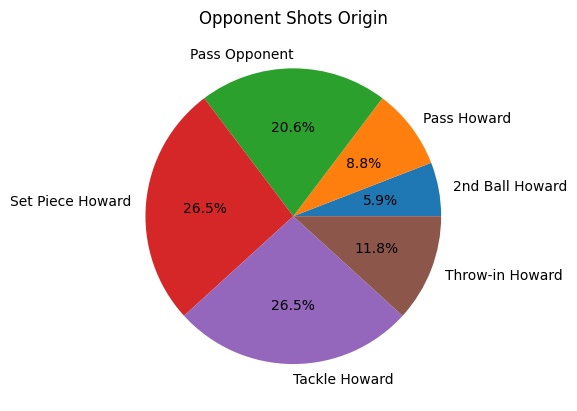 Opponent Shots Origin
Pass Opponent
Pass Howard
20.6%
8.8%
2nd Ball Howard
Set Piece Howard
26.5%
5.9%
11.8%
Throw-in Howard
26.5%
Tackle Howard